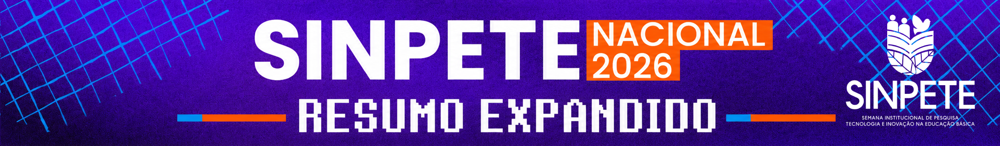 SINPETE NACIONAL
2026
RESUMO EXPANDIDO
SINPETE
SEMANA INSTITUCIONAL DE PESQUISA
TECNOLOGIA E INOVAÇÃO NA EDUCAÇÃO BÁSICA